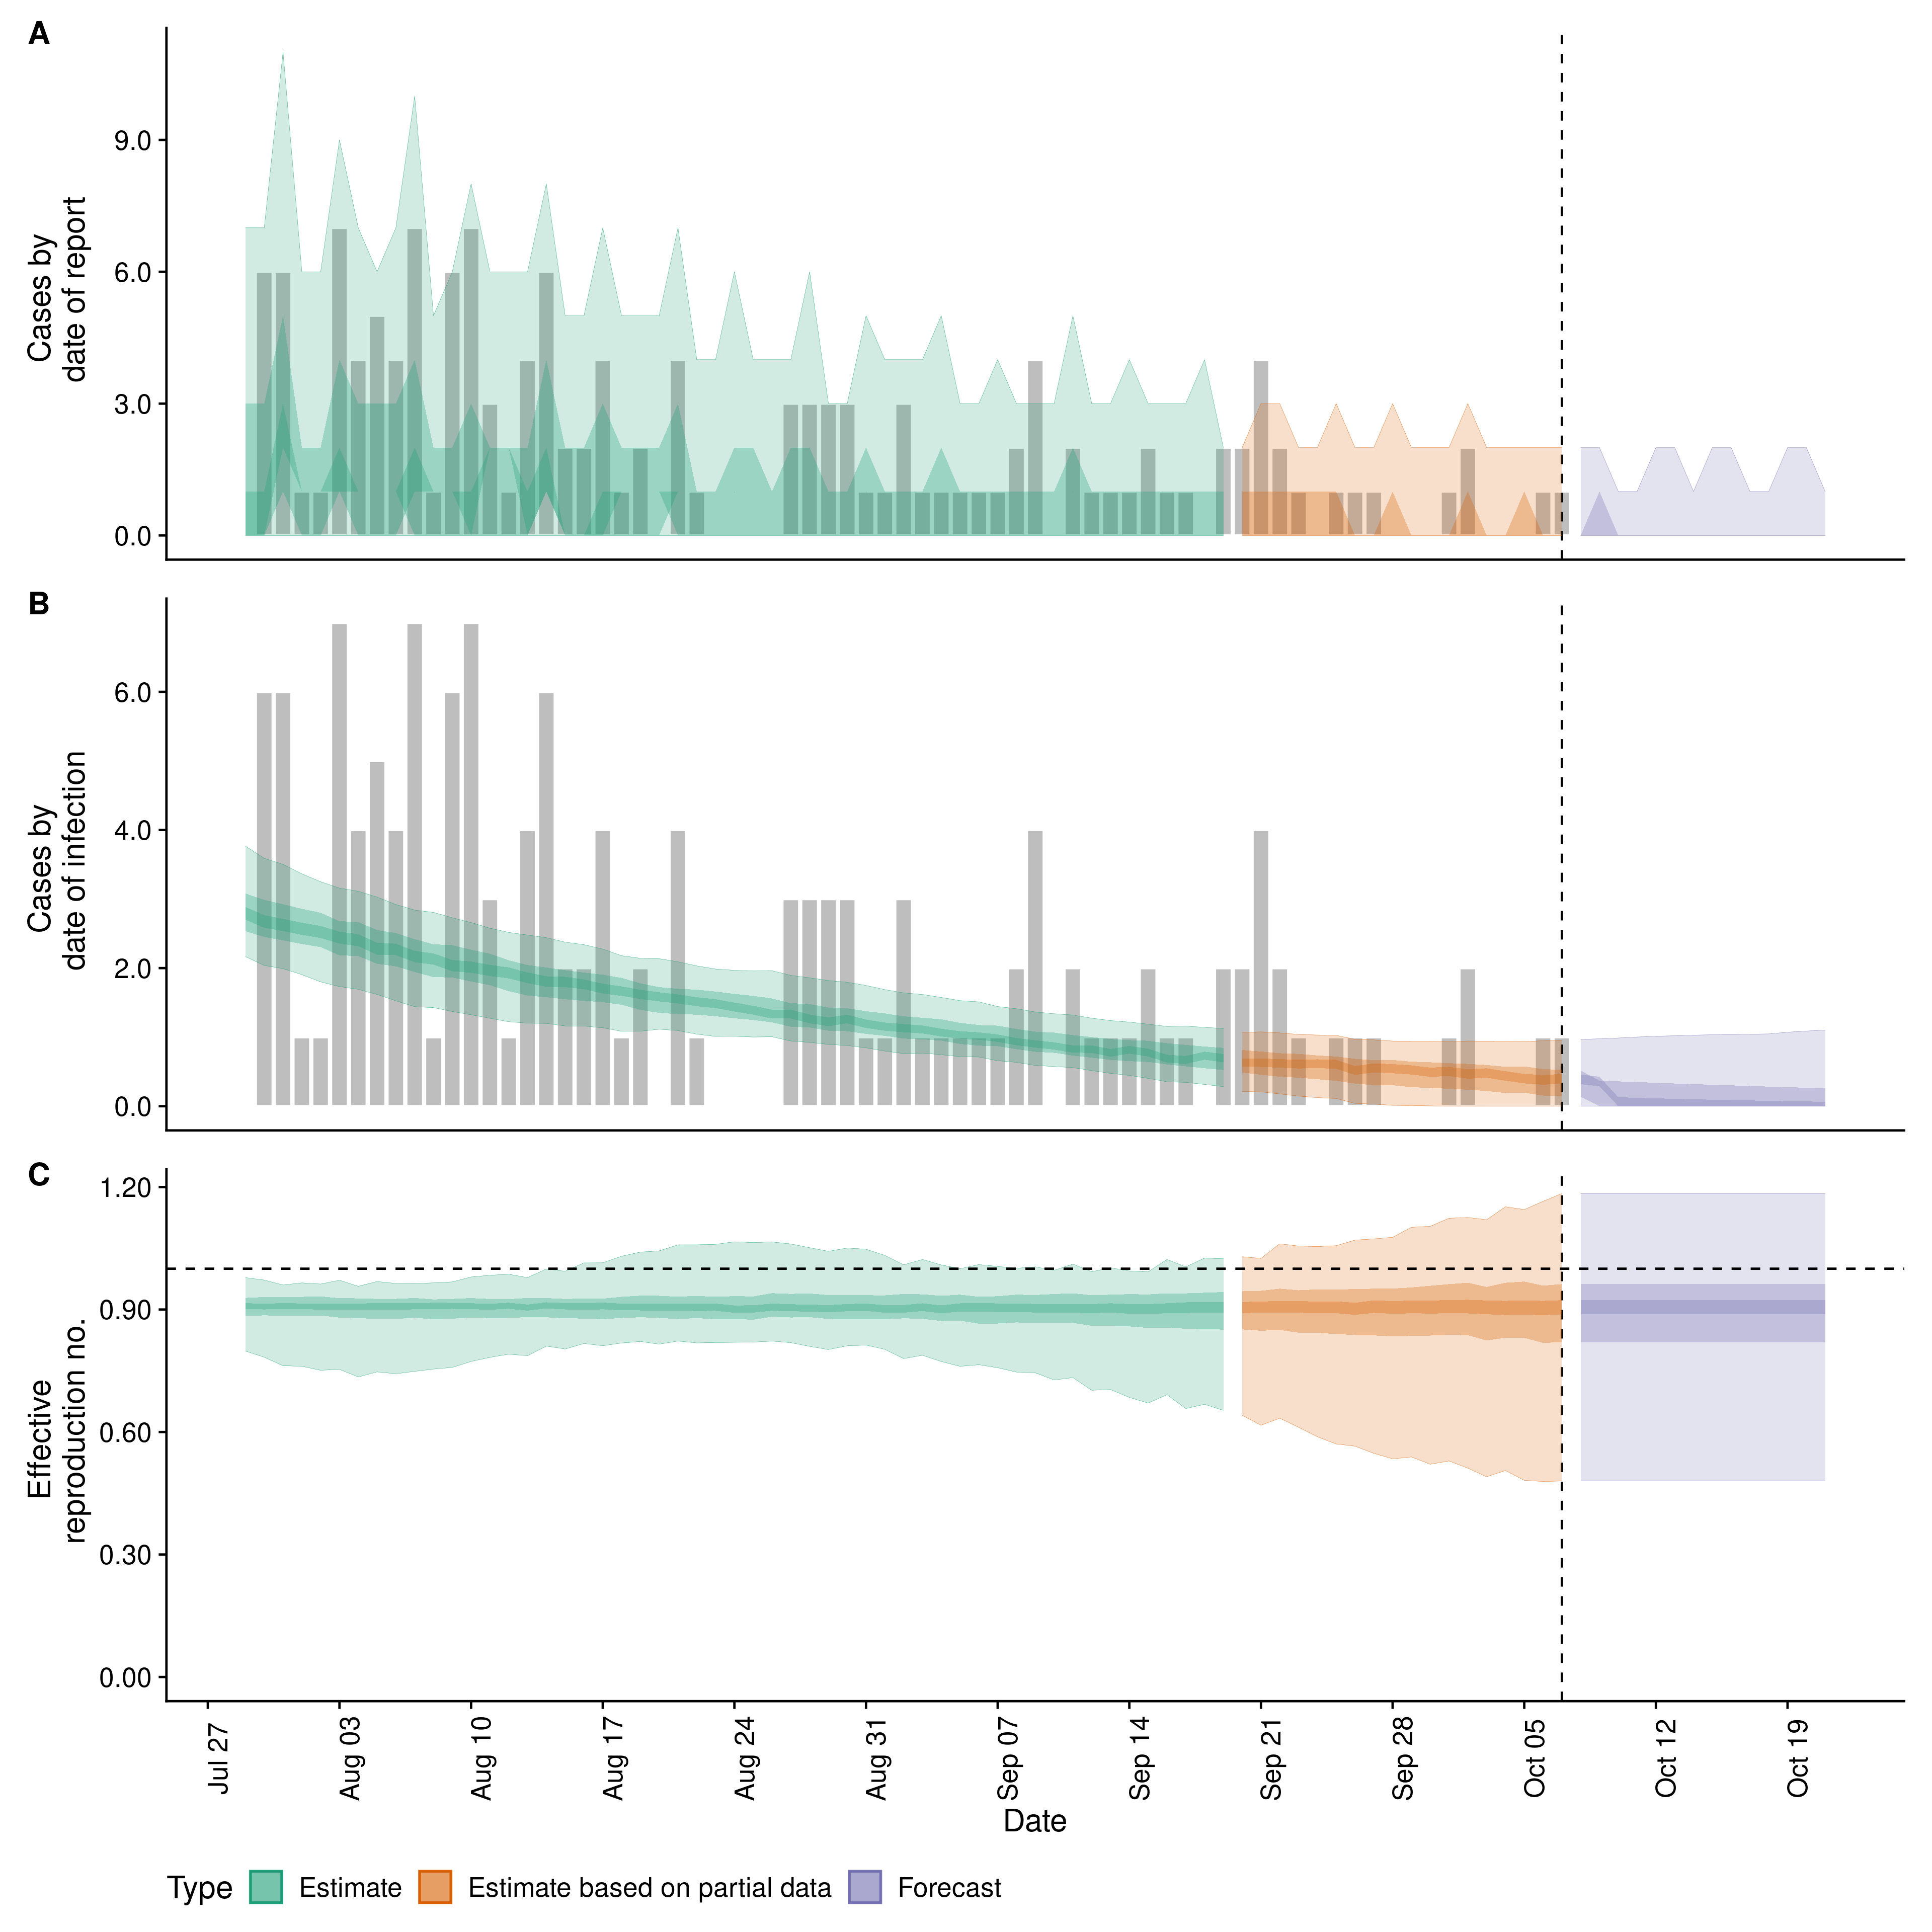 A
Cases by
date of report
9.0
6.0
3.0
0.0
B
Cases by
date of infection
6.0
4.0
2.0
0.0
C
Effective
reproduction no.
1.20
0.90
0.60
0.30
0.00
Jul 27
Aug 03
Aug 10
Aug 17
Aug 24
Aug 31
Sep 07
Sep 14
Sep 21
Sep 28
Oct 05
Oct 12
Oct 19
Date
Type Estimate Estimate based on partial data Forecast